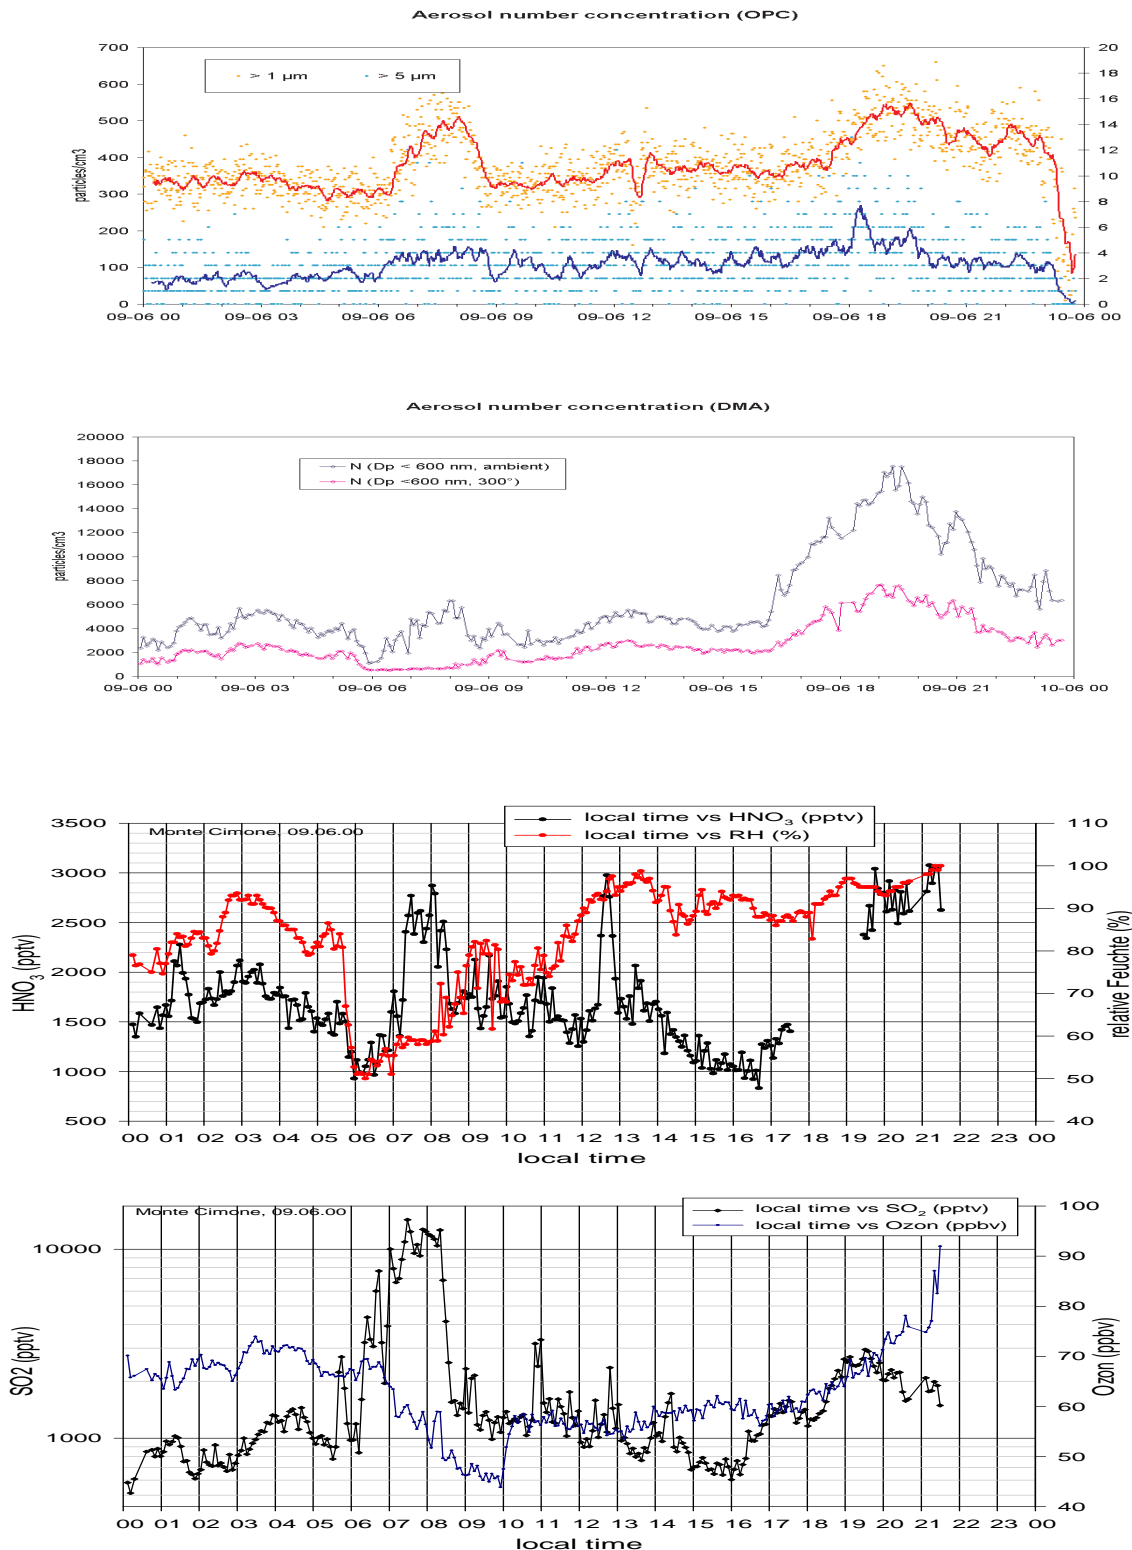 Aerosol number concentration (OPC)
> 1 µm > 5 µm
particles/cm3
700
600
500
400
300
200
100
0
20
18
16
14
12
10
8
6
4
2
0
09-06 00 09-06 03 09-06 06 09-06 09 09-06 12 09-06 15 09-06 18 09-06 21 10-06 00
Aerosol number concentration (DMA)
N (Dp < 600 nm, ambient)
N (Dp <600 nm, 300°)
particles/cm3
20000
18000
16000
14000
12000
10000
8000
6000
4000
2000
0
09-06 00 09-06 03 09-06 06 09-06 09 09-06 12 09-06 15 09-06 18 09-06 21 10-06 00
local time vs HNO3 (pptv)
local time vs RH (%)
Monte Cimone, 09.06.00
HNO3 (pptv)
3500
3000
2500
2000
1500
1000
500
110
100
90
80
70
60
50
40
relative Feuchte (%)
00 01 02 03 04 05 06 07 08 09 10 11 12 13 14 15 16 17 18 19 20 21 22 23 00
local time
local time vs SO2 (pptv)
local time vs Ozon (ppbv)
Monte Cimone, 09.06.00
SO2 (pptv)
10000
1000
100
90
80
70
60
50
40
Ozon (ppbv)
00 01 02 03 04 05 06 07 08 09 10 11 12 13 14 15 16 17 18 19 20 21 22 23 00
local time